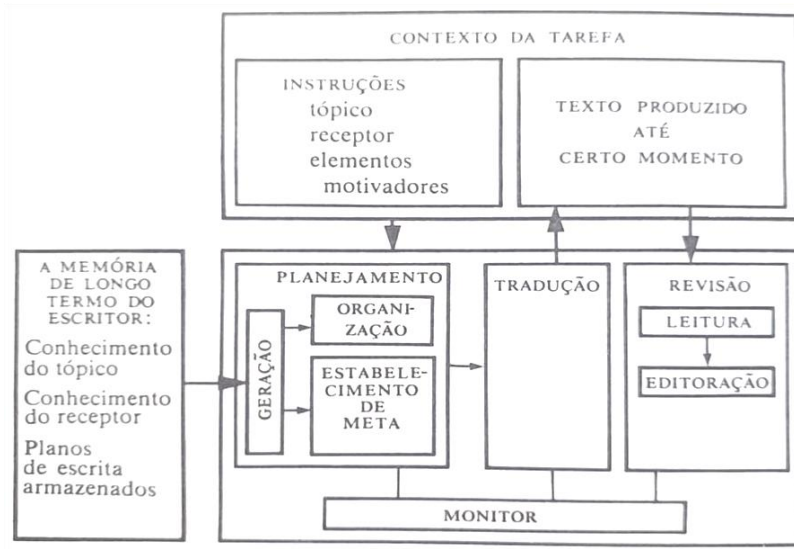 CONTEXTO DA TAREFA
INSTRUÇÕES
tópico
receptor
elementos
motivadores
TEXTO PRODUZIDO
ATÉ
CERTO MOMENTO
A MEMÓRIA
DE LONGO
TERMO DO
ESCRITOR:
Conhecimento
do tópico
Conhecimento
do receptor
Planos
de escrita
armazenados
PLANEJAMENTO
GERAÇÃO
ORGANI-
ZAÇÃO
ESTABELE-
CIMENTO
DE
META
TRADUÇÃO
REVISÃO
LEITURA
EDITORAÇÃO
MONITOR